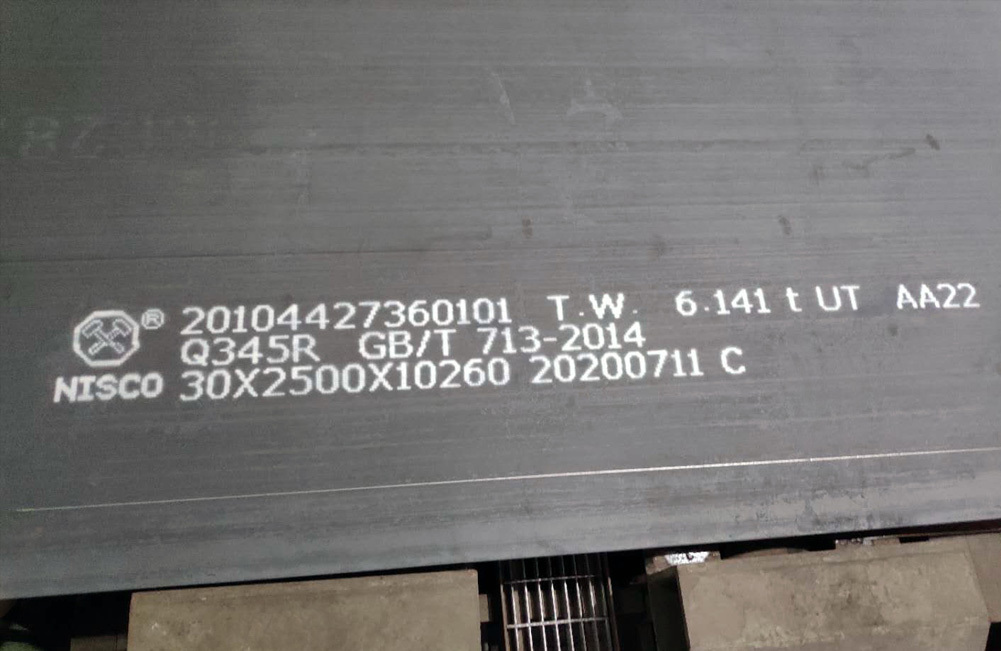 ® 20104427360101 T.W. 6.141 t UT AA22
Q345R GB/T 713-2014
NISCO 30X2500X10260 20200711 C